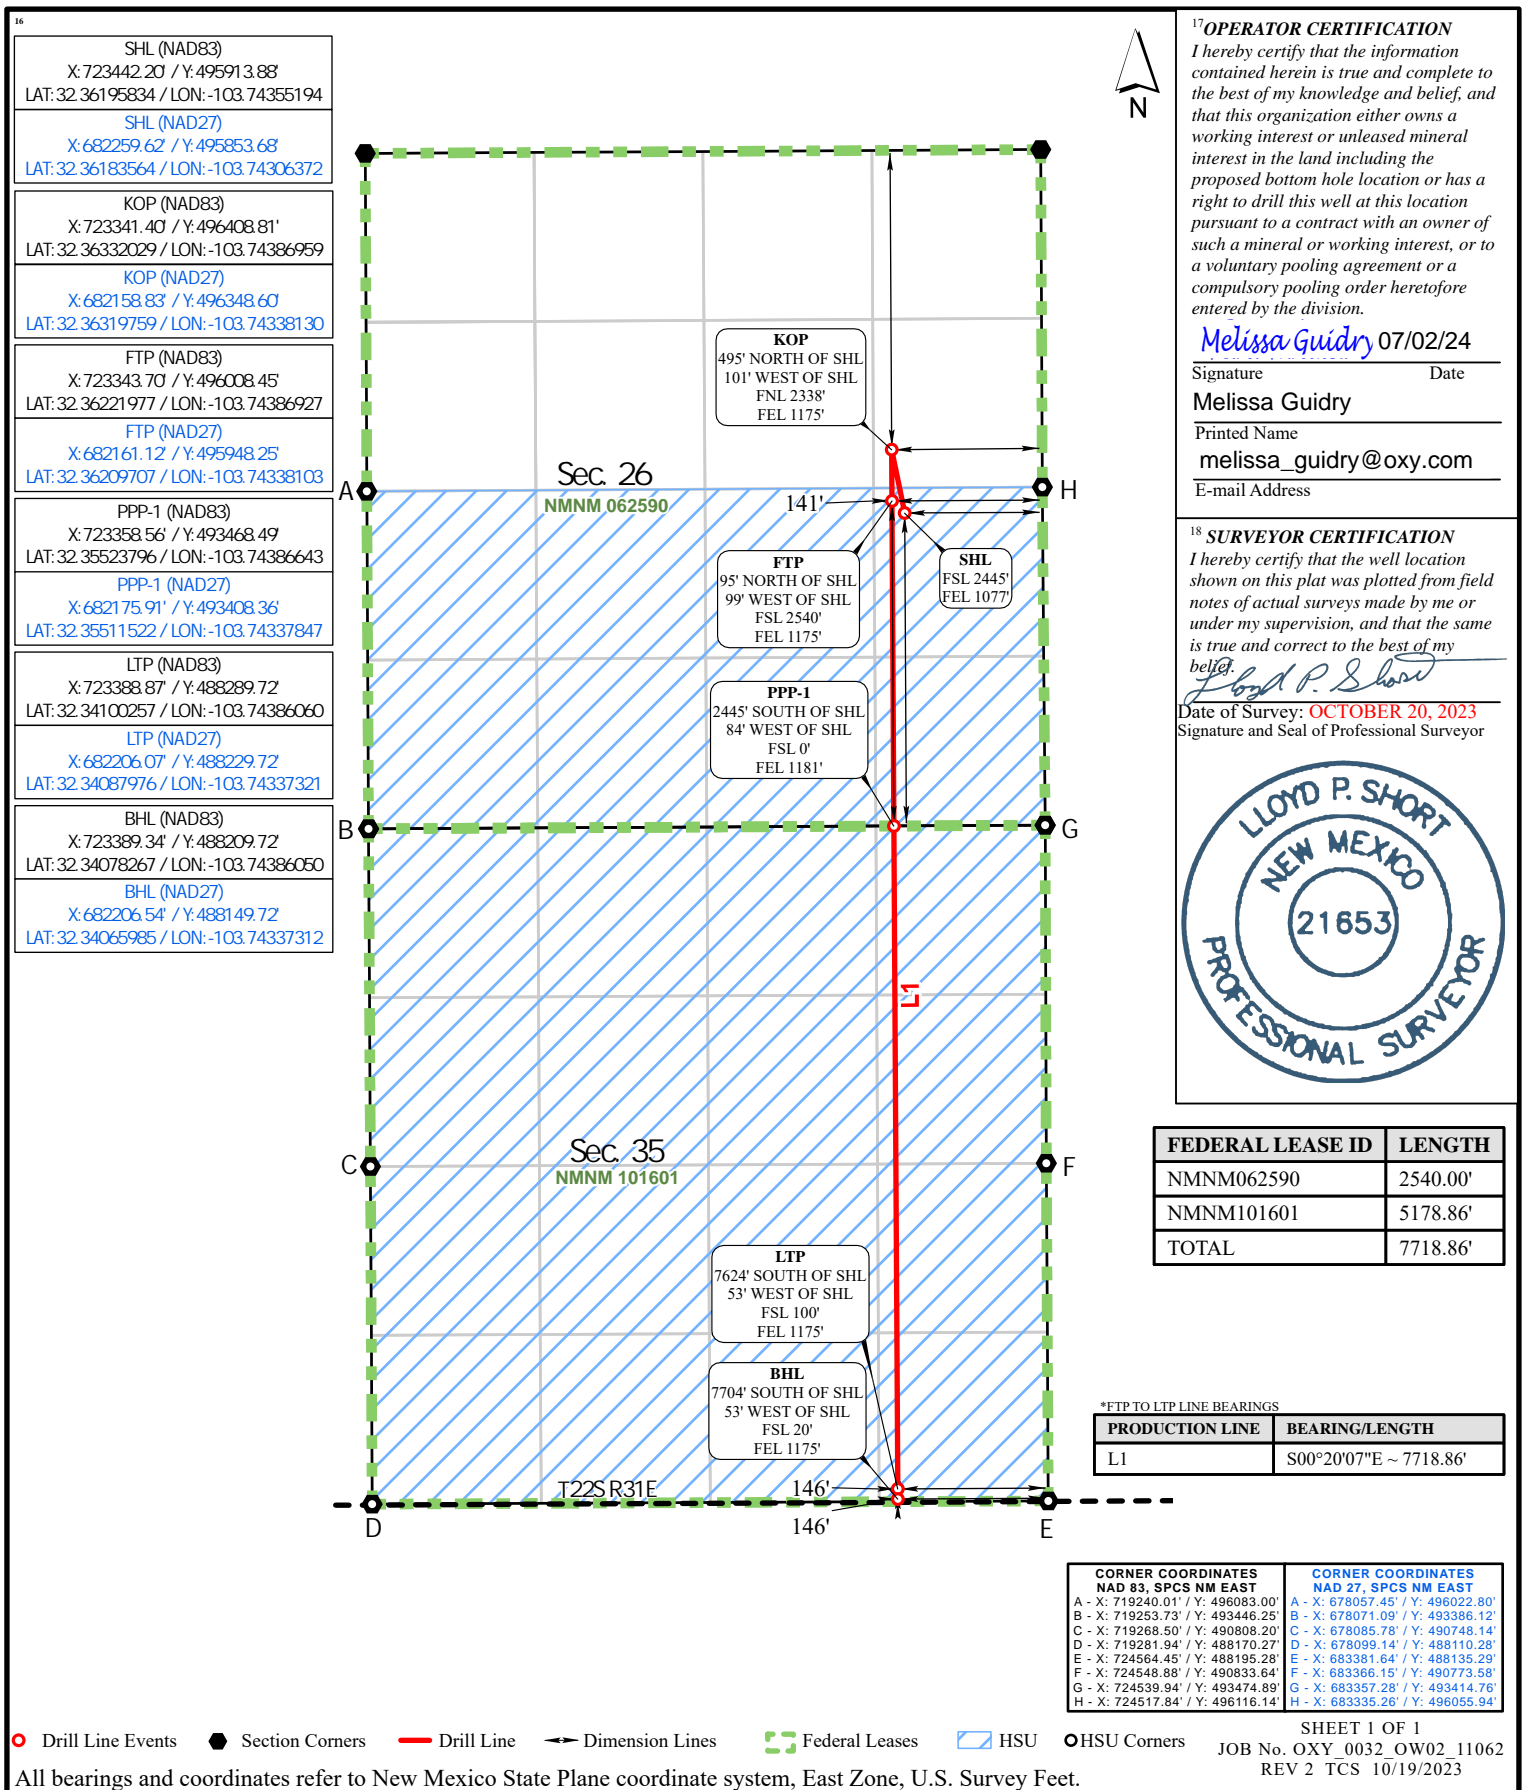 16
SHL (NAD83)
X:723442.20' / Y:495913.88'
LAT:32.36195834 / LON:-103.74355194
SHL (NAD27)
X:682259.62' / Y:495853.68'
LAT:32.36183564 / LON:-103.74306372
KOP (NAD83)
X:723341.40' / Y:496408.81'
LAT:32.36332029 / LON:-103.74386959
KOP (NAD27)
X:682158.83' / Y:496348.60'
LAT:32.36319759 / LON:-103.74338130
FTP (NAD83)
X:723343.70' / Y:496008.45'
LAT:32.36221977 / LON:-103.74386927
FTP (NAD27)
X:682161.12' / Y:495948.25'
LAT:32.36209707 / LON:-103.74338103
PPP-1 (NAD83)
X:723358.56' / Y:493468.49'
LAT:32.35523796 / LON:-103.74386643
PPP-1 (NAD27)
X:682175.91' / Y:493408.36'
LAT:32.35511522 / LON:-103.74337847
LTP (NAD83)
X:723388.87' / Y:488289.72'
LAT:32.34100257 / LON:-103.74386060
LTP (NAD27)
X:682206.07' / Y:488229.72'
LAT:32.34087976 / LON:-103.74337321
BHL (NAD83)
X:723389.34' / Y:488209.72'
LAT:32.34078267 / LON:-103.74386050
BHL (NAD27)
X:682206.54' / Y:488149.72'
LAT:32.34065985 / LON:-103.74337312
N
KOP
495' NORTH OF SHL
101' WEST OF SHL
FNL 2338'
FEL 1175'
A
Sec. 26
NMNM 062590
141'
H
FTP
95' NORTH OF SHL
99' WEST OF SHL
FSL 2540'
FEL 1175'
SHL
FSL 2445'
FEL 1077'
PPP-1
2445' SOUTH OF SHL
84' WEST OF SHL
FSL 0'
FEL 1181'
B
G
L1
C
Sec. 35
NMNM 101601
F
LTP
7624' SOUTH OF SHL
53' WEST OF SHL
FSL 100'
FEL 1175'
BHL
7704' SOUTH OF SHL
53' WEST OF SHL
FSL 20'
FEL 1175'
T22S R31E
146'
146'
D
E
17 OPERATOR CERTIFICATION
I hereby certify that the information
contained herein is true and complete to
the best of my knowledge and belief, and
that this organization either owns a
working interest or unleased mineral
interest in the land including the
proposed bottom hole location or has a
right to drill this well at this location
pursuant to a contract with an owner of
such a mineral or working interest, or to
a voluntary pooling agreement or a
compulsory pooling order heretofore
entered by the division.
Melissa Guidry 07/02/24
Signature Date
Melissa Guidry
Printed Name
melissa_guidry@oxy.com
E-mail Address
18 SURVEYOR CERTIFICATION
I hereby certify that the well location
shown on this plat was plotted from field
notes of actual surveys made by me or
under my supervision, and that the same
is true and correct to the best of my
belief.
Lloyd P. Short
Date of Survey: OCTOBER 20, 2023
Signature and Seal of Professional Surveyor
LLOYD P. SHORT
NEW MEXICO
21653
PROFESSIONAL SURVEYOR
FEDERAL LEASE ID LENGTH
NMNM062590 2540.00'
NMNM101601 5178.86'
TOTAL 7718.86'
*FTP TO LTP LINE BEARINGS
PRODUCTION LINE BEARING/LENGTH
L1 S00°20'07"E ~ 7718.86'
CORNER COORDINATES
NAD 83, SPCS NM EAST
A - X: 719240.01' / Y: 496083.00'
B - X: 719253.73' / Y: 493446.25'
C - X: 719268.50' / Y: 490808.20'
D - X: 719281.94' / Y: 488170.27'
E - X: 724564.45' / Y: 488195.28'
F - X: 724548.88' / Y: 490833.64'
G - X: 724539.94' / Y: 493474.89'
H - X: 724517.84' / Y: 496116.14'
CORNER COORDINATES
NAD 27, SPCS NM EAST
A - X: 678057.45' / Y: 496022.80'
B - X: 678071.09' / Y: 493386.12'
C - X: 678085.78' / Y: 490748.14'
D - X: 678099.14' / Y: 488110.28'
E - X: 683381.64' / Y: 488135.29'
F - X: 683366.15' / Y: 490773.58'
G - X: 683357.28' / Y: 493414.76'
H - X: 683335.26' / Y: 496055.94'
Drill Line Events Section Corners Drill Line Dimension Lines Federal Leases HSU HSU Corners
SHEET 1 OF 1
JOB No. OXY_0032_OW02_11062
REV 2 TCS 10/19/2023
All bearings and coordinates refer to New Mexico State Plane coordinate system, East Zone, U.S. Survey Feet.